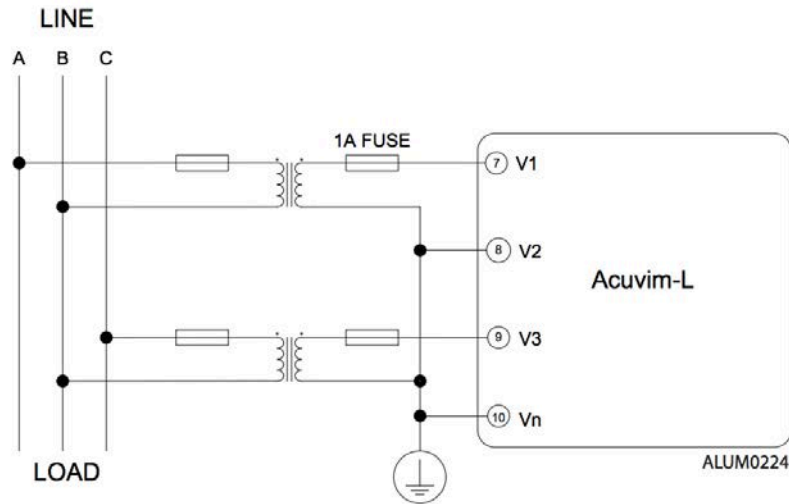 LINE
A B C
1A FUSE
7 V1
8 V2
Acuvim-L
9 V3
10 Vn
LOAD
ALUM0224